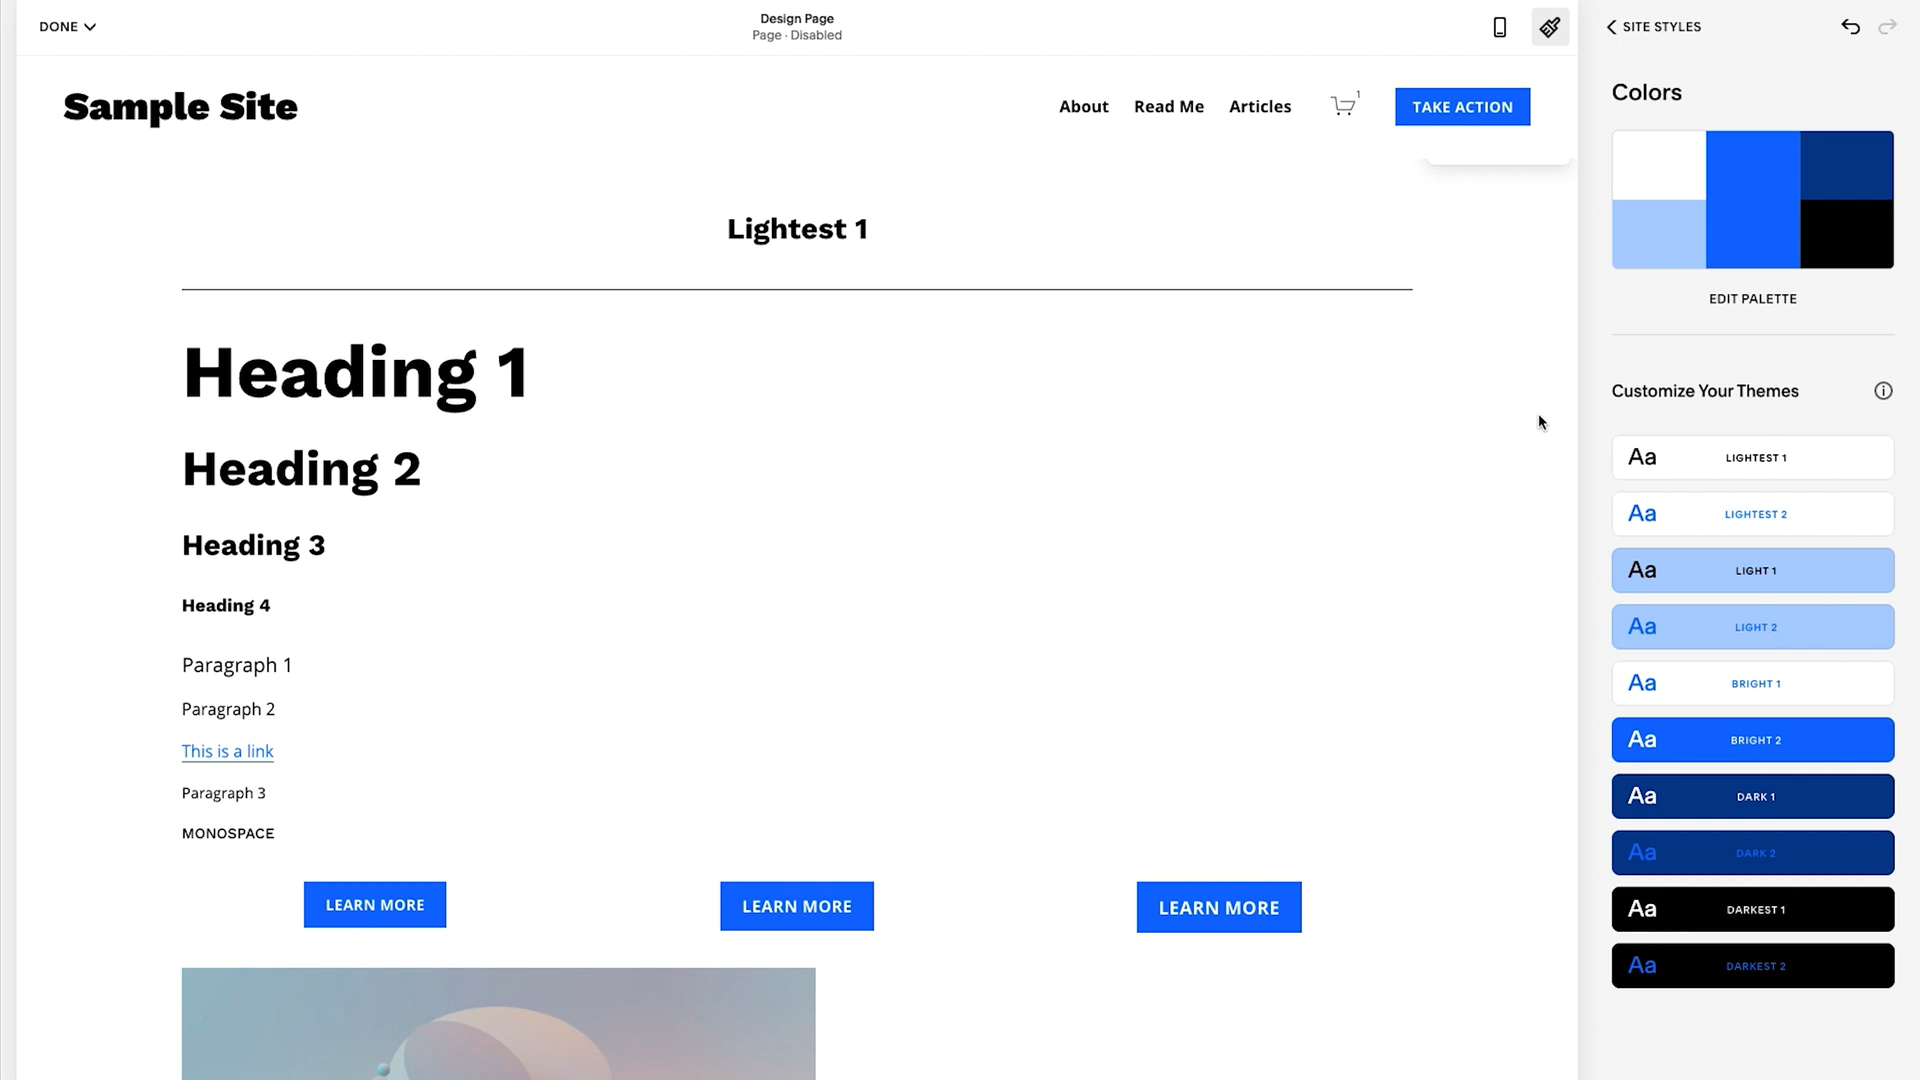 DONE
Design Page
Page · Disabled
SITE STYLES
Sample Site
About
Read Me
Articles
1
TAKE ACTION
Colors
EDIT PALETTE
Lightest 1
Heading 1
Heading 2
Heading 3
Heading 4
Paragraph 1
Paragraph 2
This is a link
Paragraph 3
MONOSPACE
LEARN MORE
LEARN MORE
LEARN MORE
Customize Your Themes
Aa LIGHTEST 1
Aa LIGHTEST 2
Aa LIGHT 1
Aa LIGHT 2
Aa BRIGHT 1
Aa BRIGHT 2
Aa DARK 1
Aa DARK 2
Aa DARKEST 1
Aa DARKEST 2